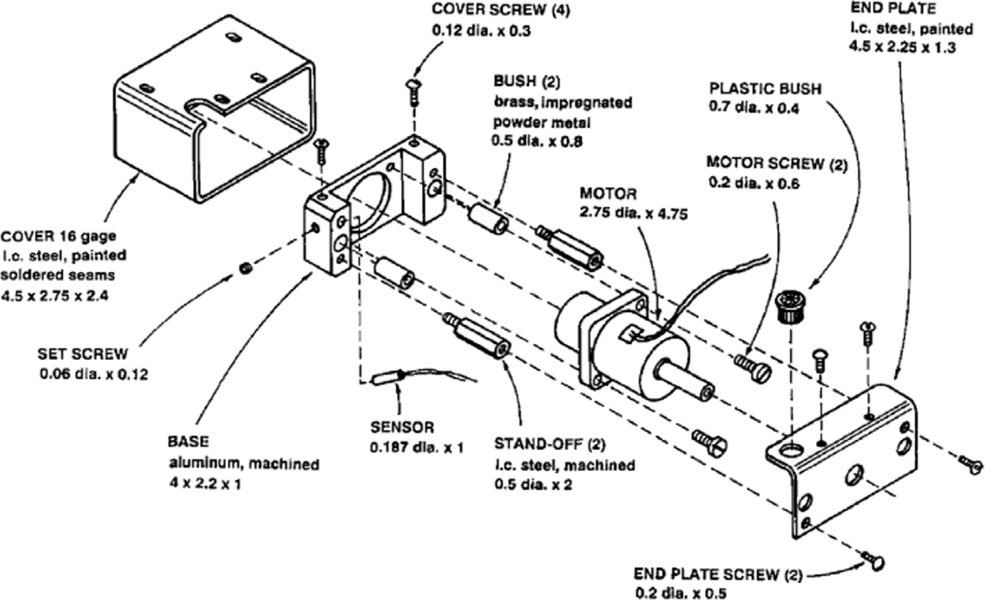 COVER SCREW (4)
0.12 dia. x 0.3
END PLATE
l.c. steel, painted
4.5 x 2.25 x 1.3
BUSH (2)
brass, impregnated
powder metal
0.5 dia. x 0.8
PLASTIC BUSH
0.7 dia. x 0.4
MOTOR SCREW (2)
0.2 dia. x 0.6
MOTOR
2.75 dia. x 4.75
COVER 16 gage
l.c. steel, painted
soldered seams
4.5 x 2.75 x 2.4
SET SCREW
0.06 dia. x 0.12
BASE
aluminum, machined
4 x 2.2 x 1
SENSOR
0.187 dia. x 1
STAND-OFF (2)
l.c. steel, machined
0.5 dia. x 2
END PLATE SCREW (2)
0.2 dia. x 0.5